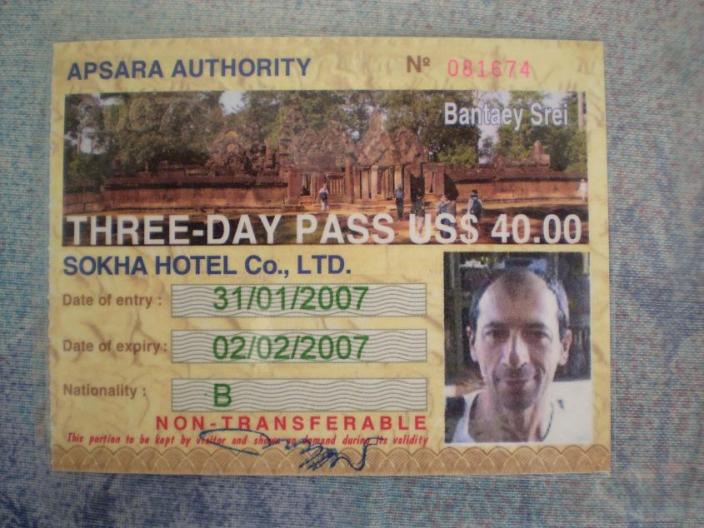 APSARA AUTHORITY Nº 081674
Bantaey Srei
THREE-DAY PASS US$ 40.00
SOKHA HOTEL Co., LTD.
Date of entry : 31/01/2007
Date of expiry : 02/02/2007
Nationality : B
NON-TRANSFERABLE
This portion to be kept by visitor and shown on demand during its validity